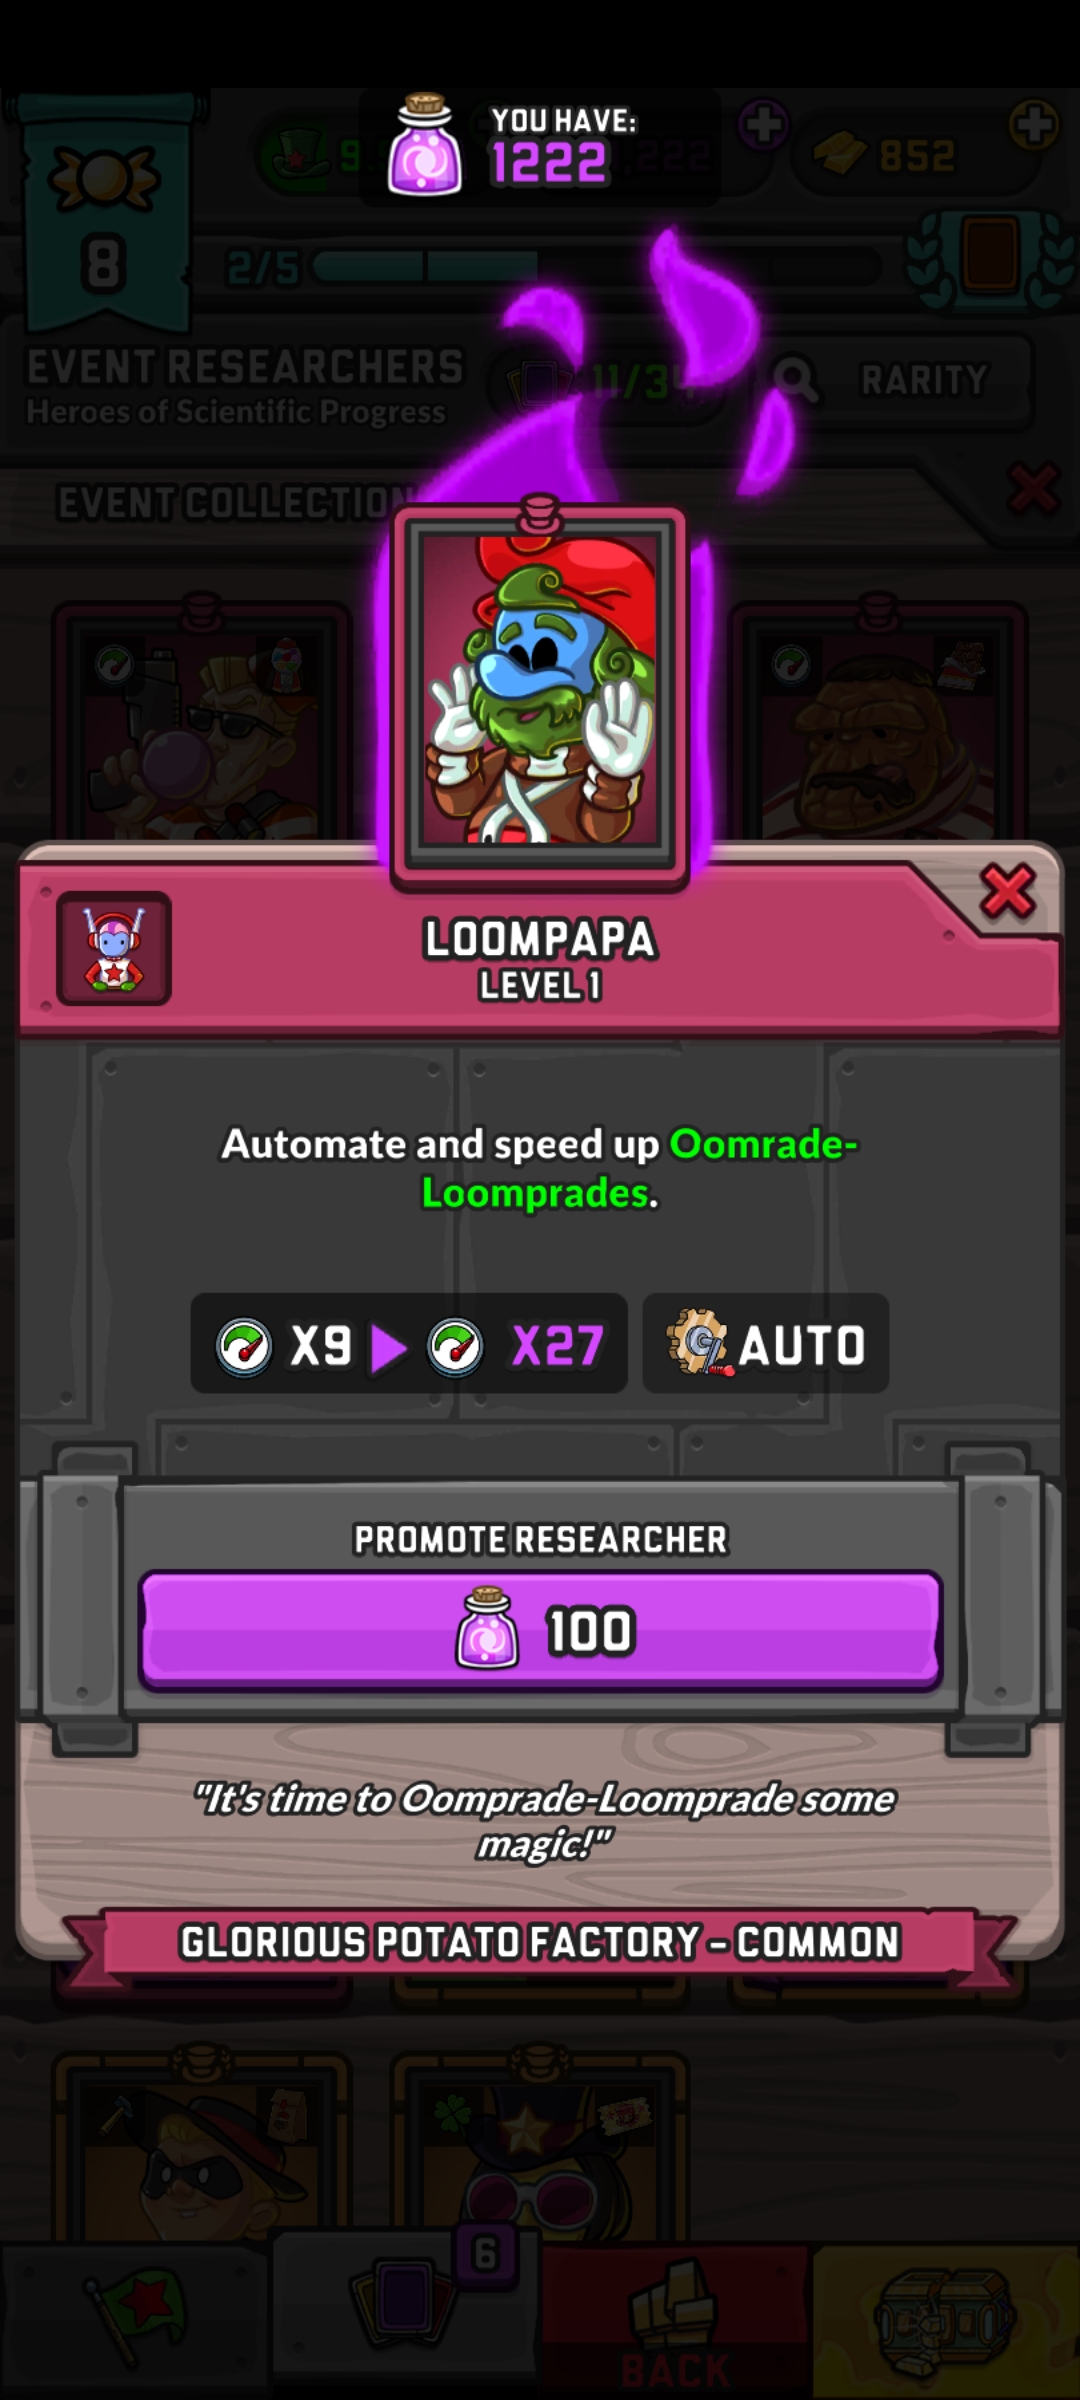 YOU HAVE:
1222
852
8
2/5
EVENT RESEARCHERS
Heroes of Scientific Progress
11/34
RARITY
EVENT COLLECTION
LOOMPAPA
LEVEL 1
Automate and speed up Oomrade-
Loomprades.
X9 X27 AUTO
PROMOTE RESEARCHER
100
"It's time to Oomprade-Loomprade some
magic!"
GLORIOUS POTATO FACTORY - COMMON
6
BACK